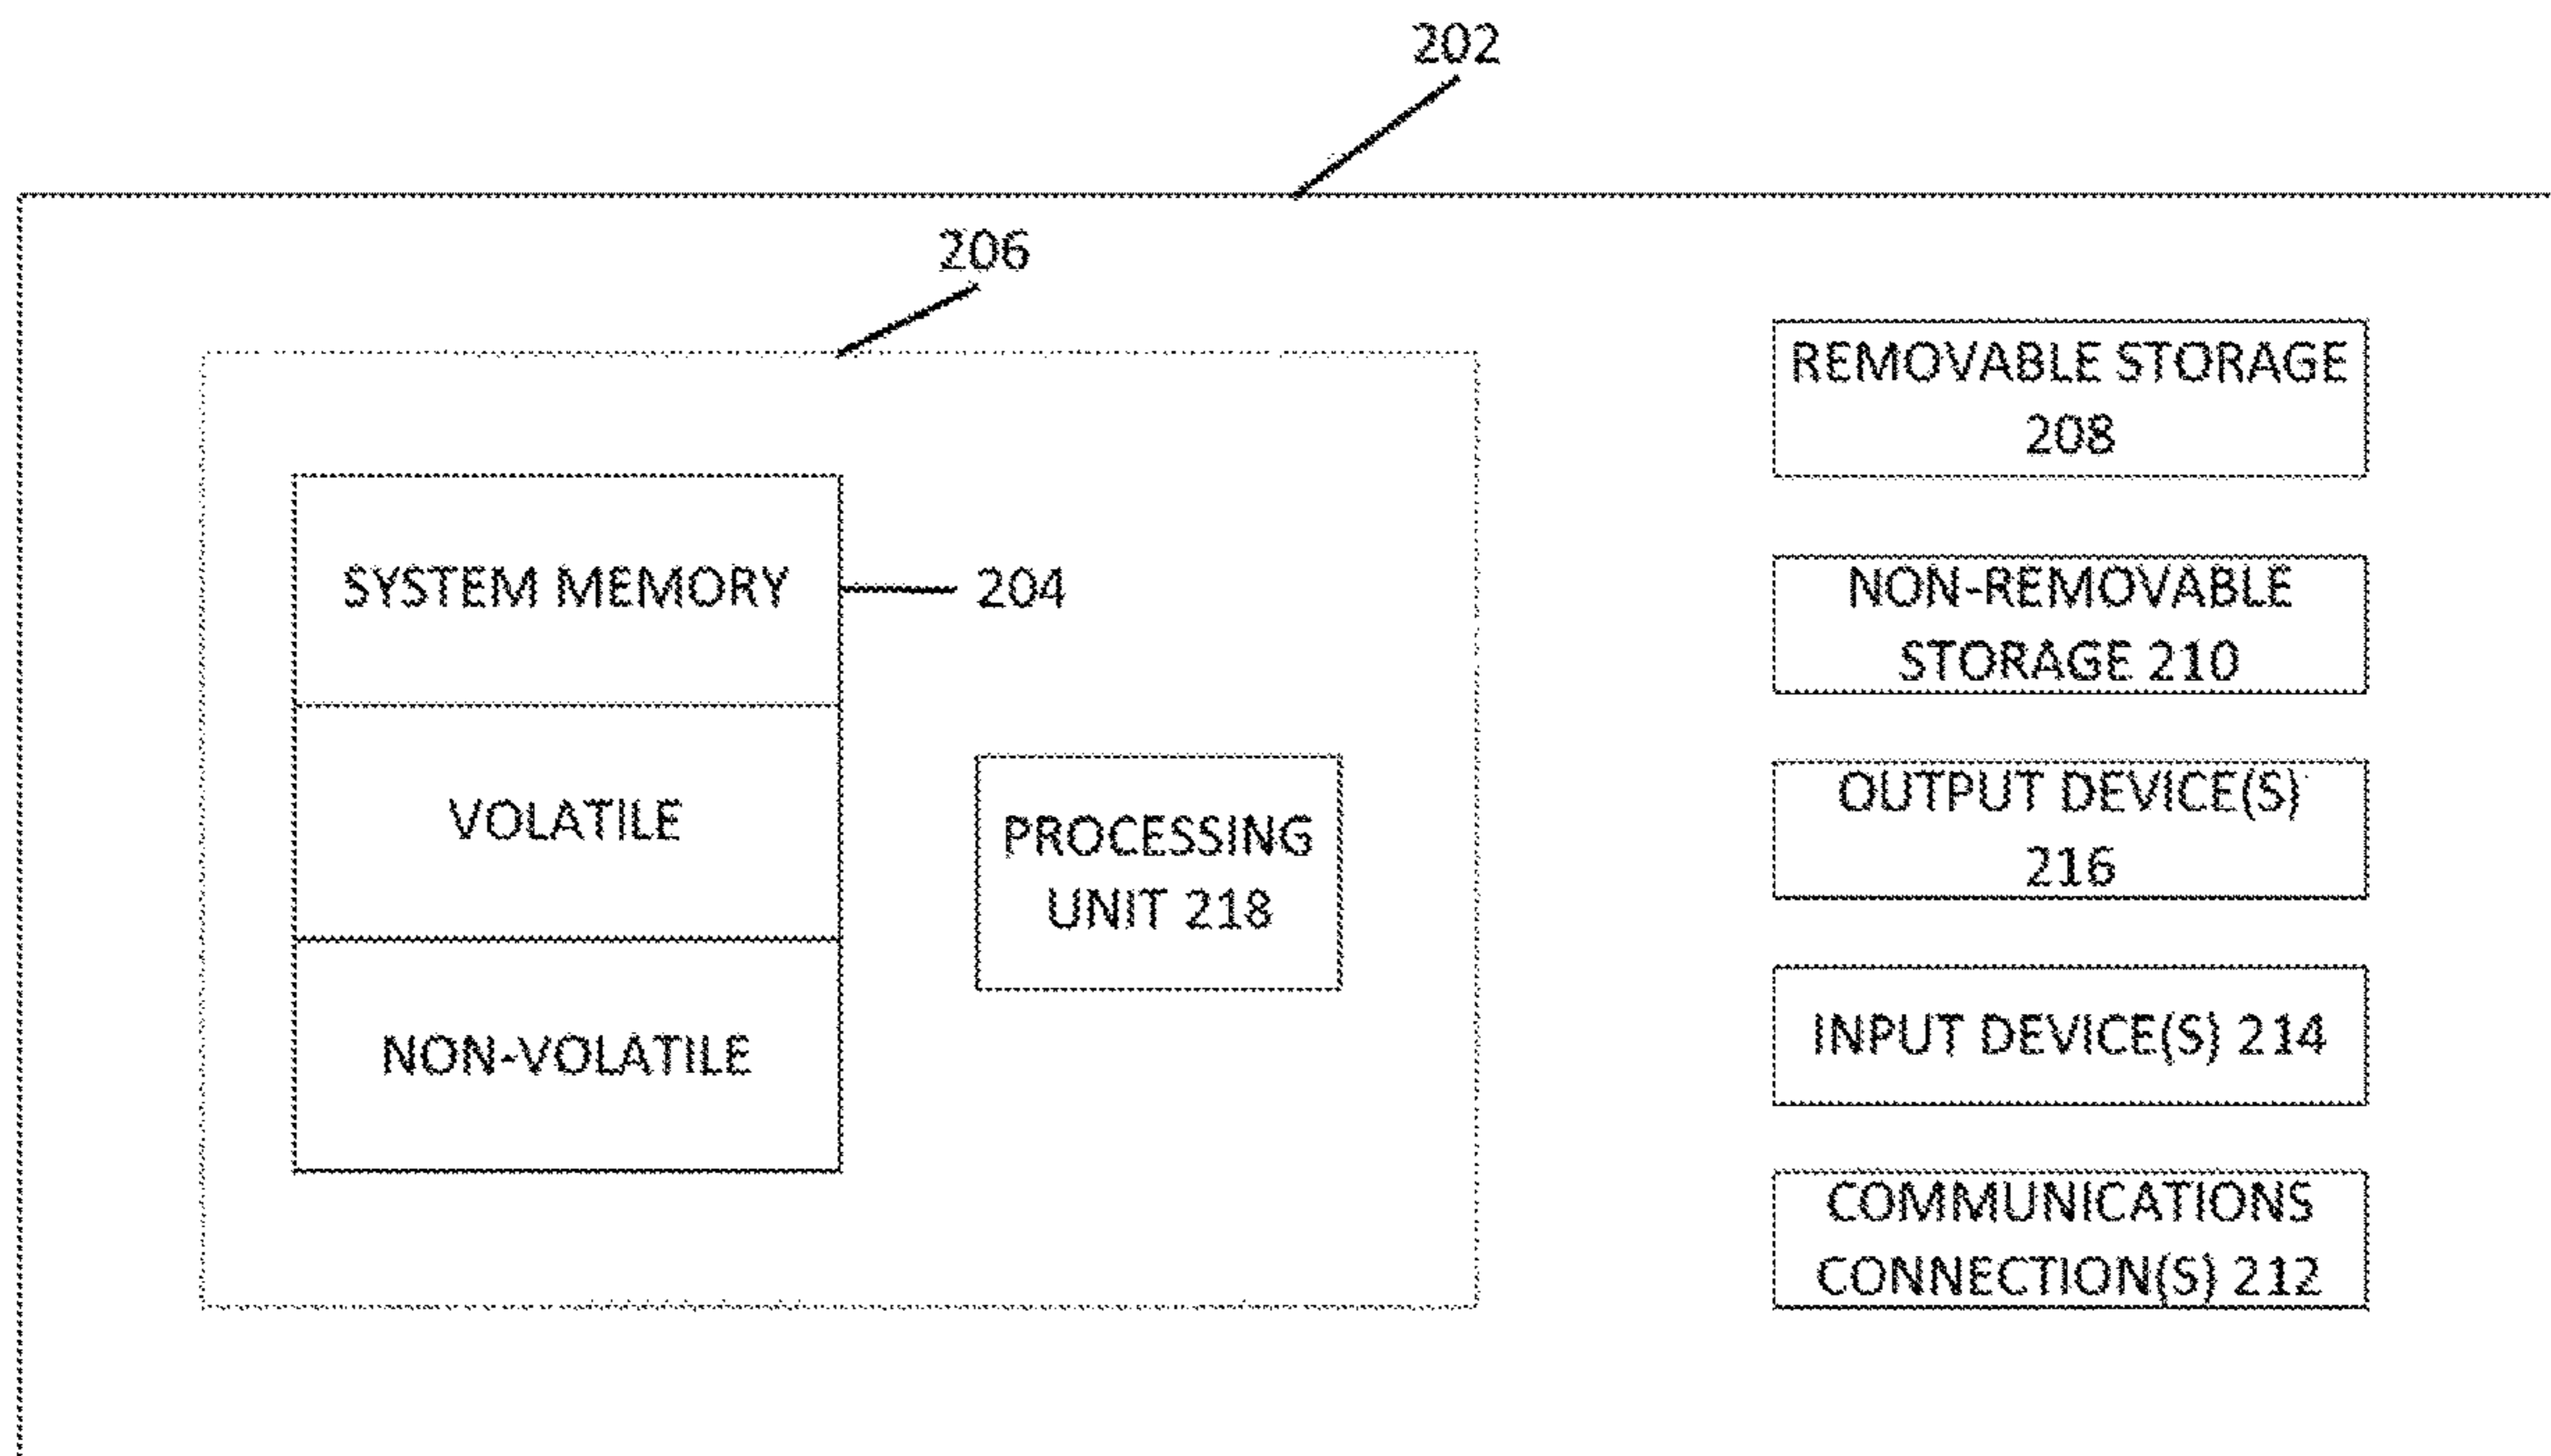 202
206
SYSTEM MEMORY
204
VOLATILE
NON-VOLATILE
PROCESSING
UNIT 218
REMOVABLE STORAGE
208
NON-REMOVABLE
STORAGE 210
OUTPUT DEVICE(S)
216
INPUT DEVICE(S) 214
COMMUNICATIONS
CONNECTION(S) 212